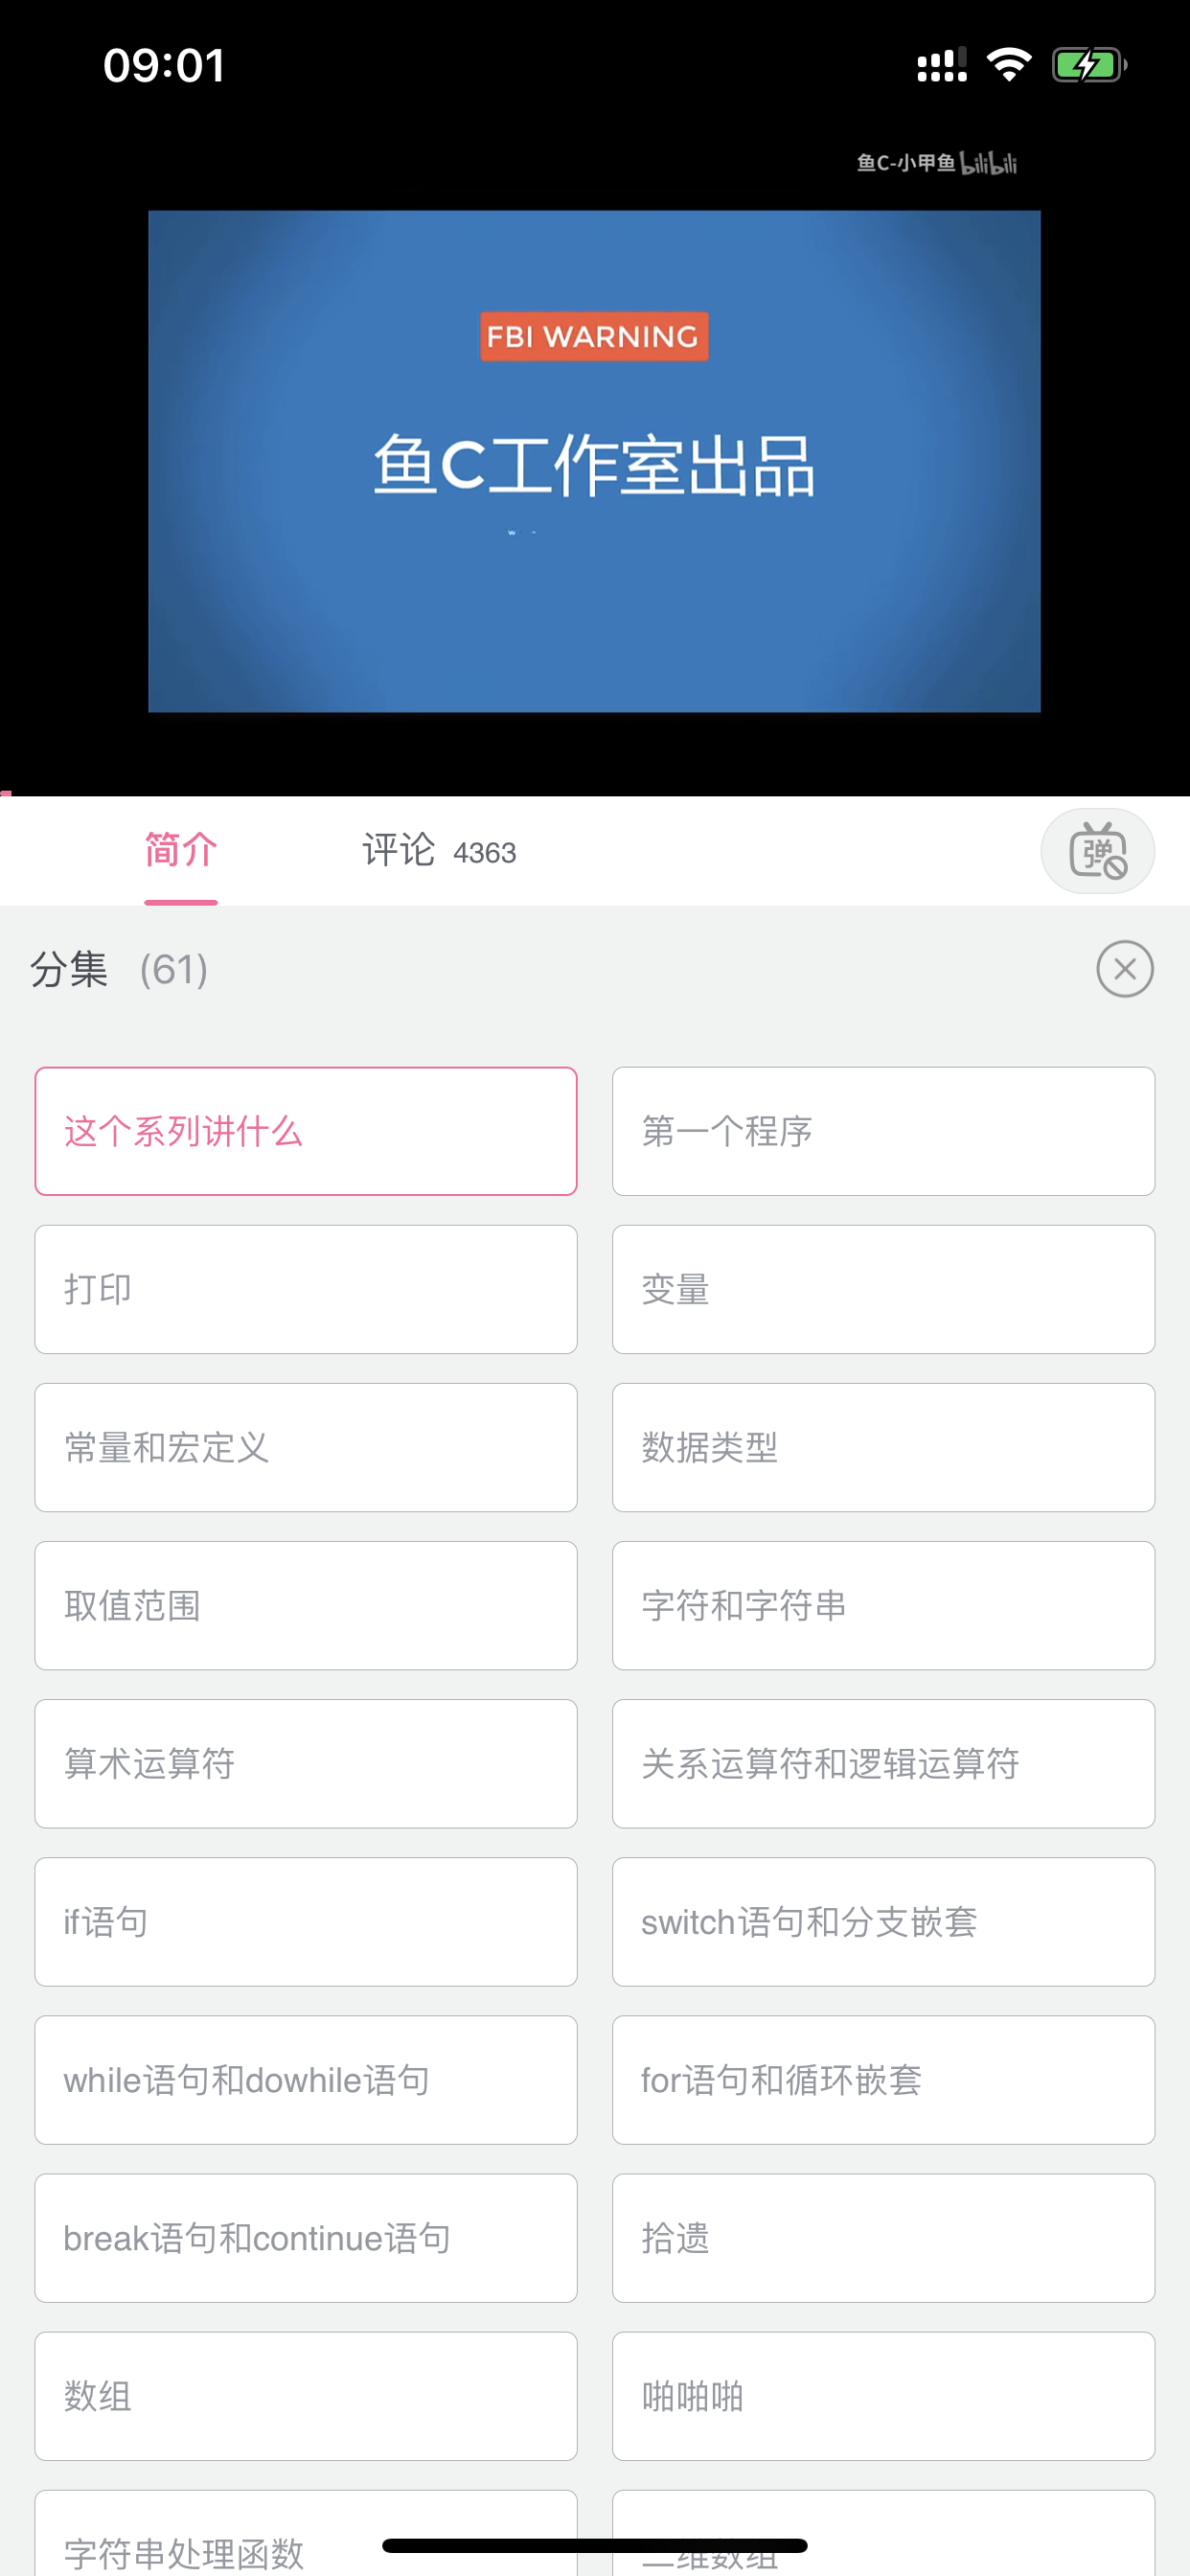 09:01
鱼C-小甲鱼 bilibili
FBI WARNING
鱼C工作室出品
简介
评论 4363
弹
分集 (61)
这个系列讲什么
第一个程序
打印
变量
常量和宏定义
数据类型
取值范围
字符和字符串
算术运算符
关系运算符和逻辑运算符
if语句
switch语句和分支嵌套
while语句和dowhile语句
for语句和循环嵌套
break语句和continue语句
拾遗
数组
啪啪啪
字符串处理函数
二维数组